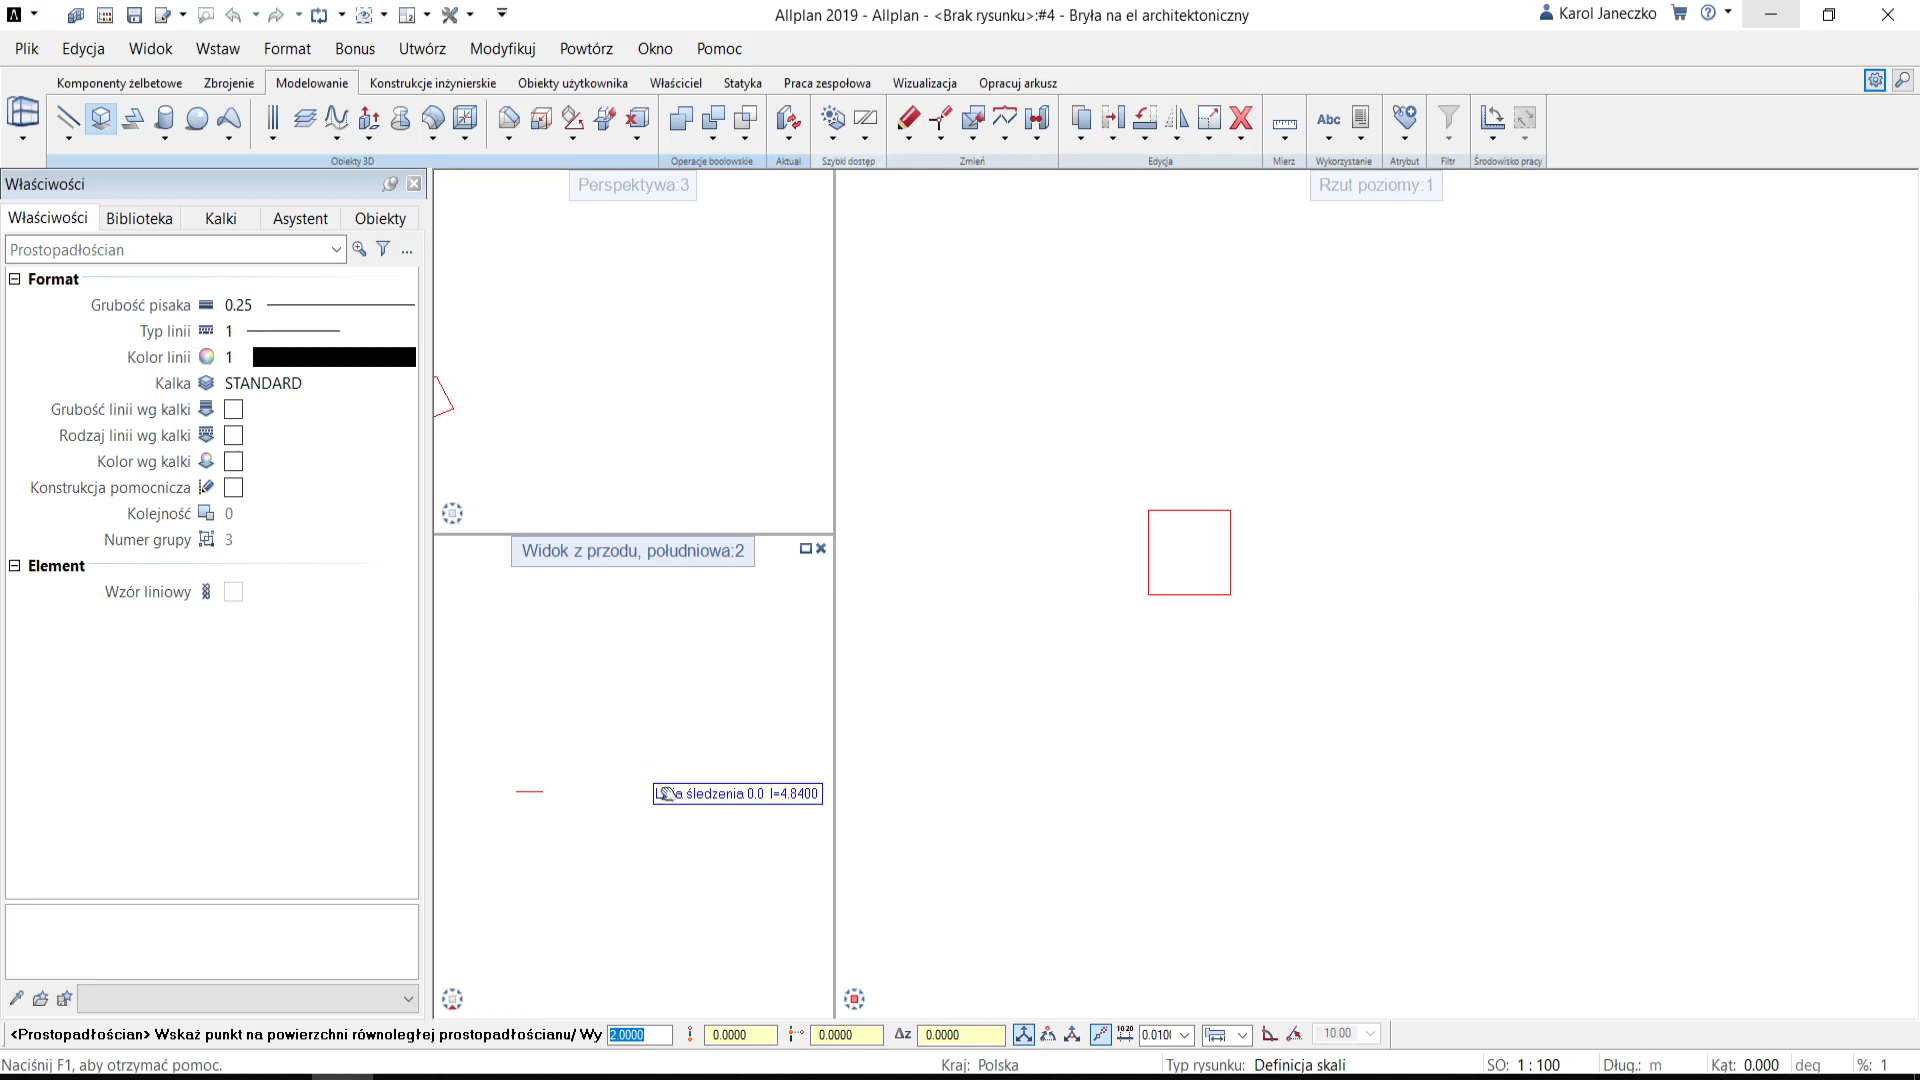 Allplan 2019 - Allplan - <Brak rysunku>:#4 - Bryła na el architektoniczny
Karol Janeczko
Plik Edycja Widok Wstaw Format Bonus Utwórz Modyfikuj Powtórz Okno Pomoc
Komponenty żelbetowe Zbrojenie Modelowanie Konstrukcje inżynierskie Obiekty użytkownika Właściciel Statyka Praca zespołowa Wizualizacja Opracuj arkusz
Abc
Obiekty 3D Operacje boolowskie Aktual Szybki dostęp Zmień Edycja Mierz Wykorzystanie Atrybut Filtr Środowisko pracy
Właściwości
Właściwości Biblioteka Kalki Asystent Obiekty
Prostopadłościan
...
Format
Grubość pisaka 0.25
Typ linii 1
Kolor linii 1
Kalka STANDARD
Grubość linii wg kalki
Rodzaj linii wg kalki
Kolor wg kalki
Konstrukcja pomocnicza
Kolejność 0
Numer grupy 3
Element
Wzór liniowy
Perspektywa:3
Widok z przodu, południowa:2
śledzenia 0.0 l=4.8400
Rzut poziomy:1
<Prostopadłościan> Wskaż punkt na powierzchni równoległej prostopadłościanu/ Wy 2.0000 0.0000 0.0000 Δz 0.0000 1020 0.010 10.00
Naciśnij F1, aby otrzymać pomoc. Kraj: Polska Typ rysunku: Definicja skali SO: 1 : 100 Dług.: m Kąt: 0.000 deg %: 1